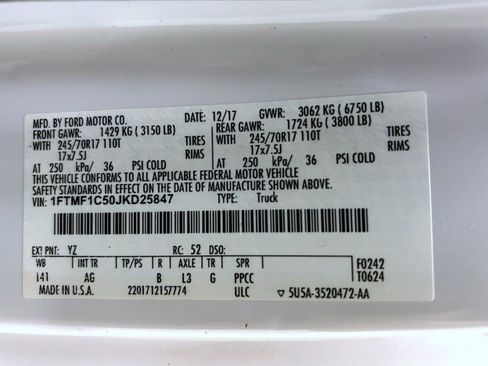 MFD. BY FORD MOTOR CO. DATE: 12/17 GVWR: 3062 KG (6750 LB)
FRONT GAWR: 1429 KG (3150 LB) REAR GAWR: 1724 KG (3800 LB)
WITH 245/70R17 110T TIRES WITH 245/70R17 110T TIRES
17x7.5J RIMS 17x7.5J RIMS
AT 250 kPa/ 36 PSI COLD AT 250 kPa/ 36 PSI COLD
THIS VEHICLE CONFORMS TO ALL APPLICABLE FEDERAL MOTOR VEHICLE
SAFETY STANDARDS IN EFFECT ON THE DATE OF MANUFACTURE SHOWN ABOVE.
VIN: 1FTMF1C50JKD25847 TYPE: Truck
EXT PNT: YZ RC: 52 DSO: F0242
WB INT TR TP/PS R AXLE TR SPR T0624
141 AG B L3 G PPCC
MADE IN U.S.A. 2201712157774 ULC ▽ 5U5A-3520472-AA